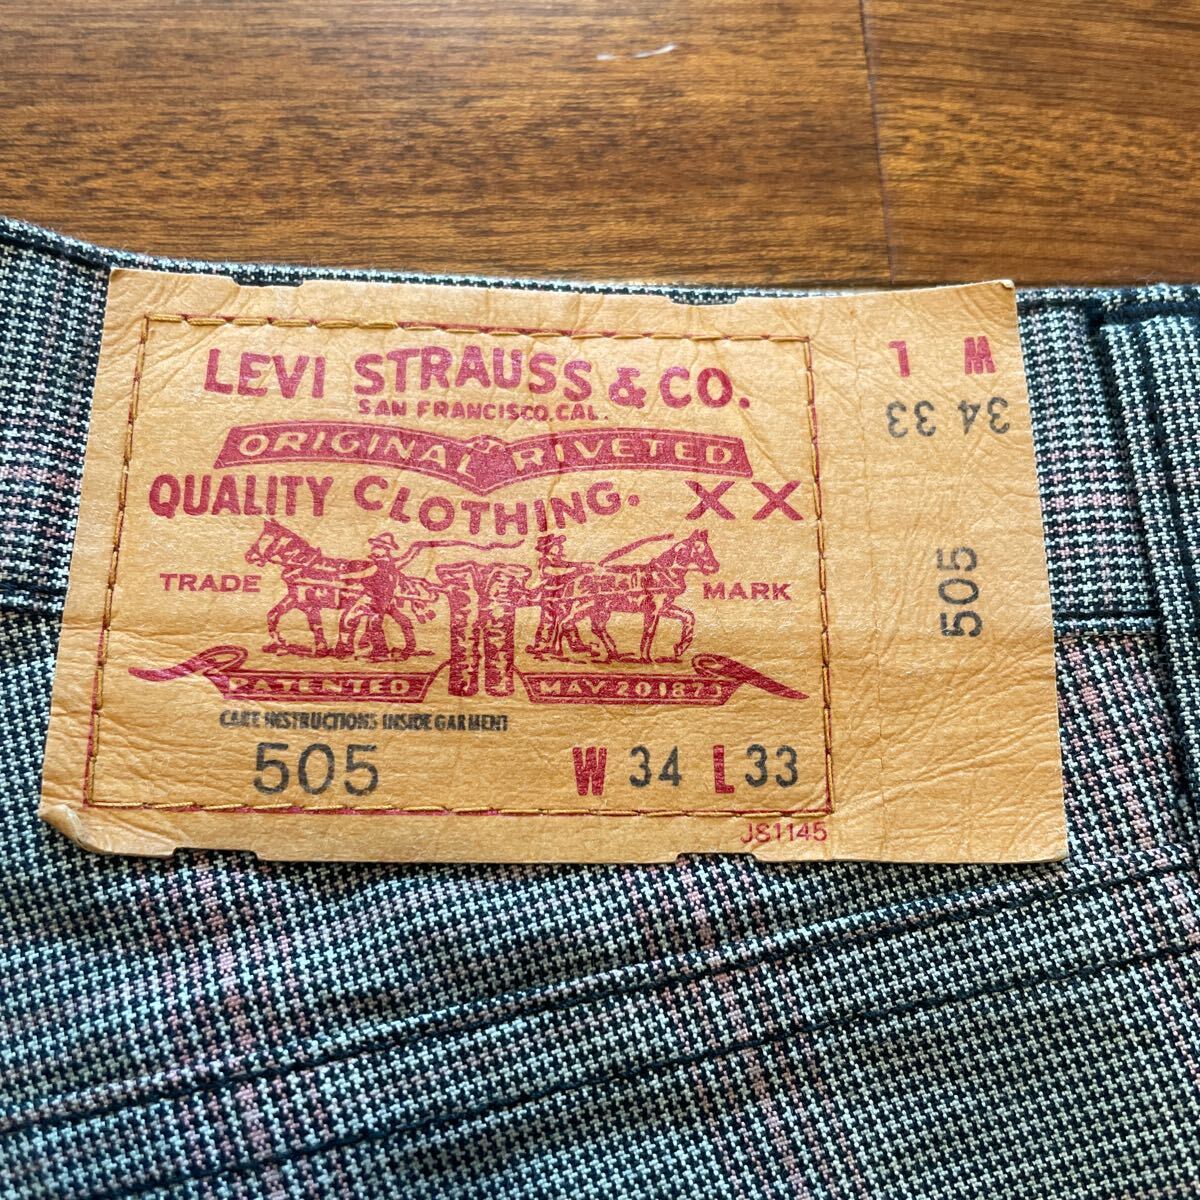 LEVI STRAUSS & CO.
SAN FRANCISCO, CAL.
ORIGINAL RIVETED
QUALITY CLOTHING. XX
TRADE MARK
PATENTED MAY 20 1873
CARE INSTRUCTIONS INSIDE GARMENT
505 W 34 L 33
JS1145
W L
34 33
505